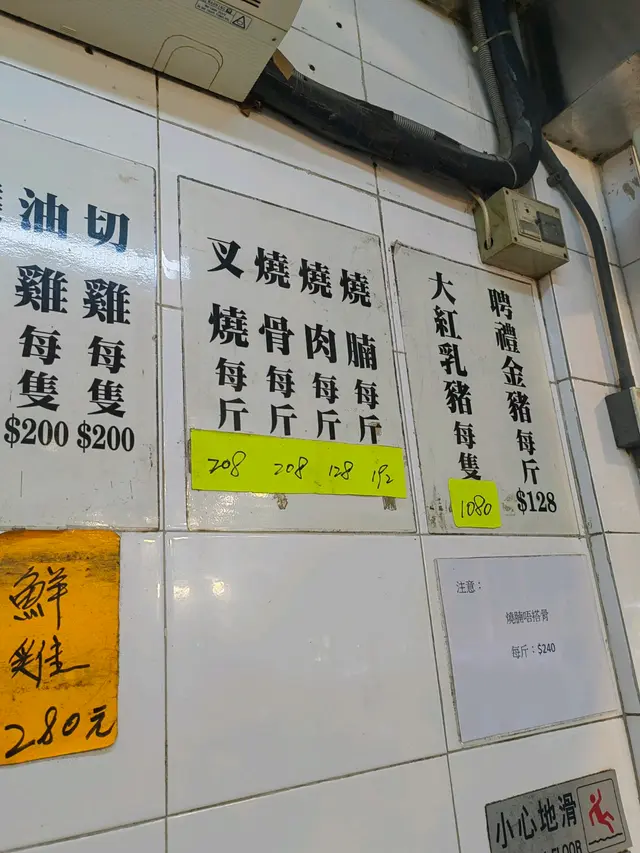 切雞每隻
$200
油雞每隻
$200
燒腩每斤
燒肉每斤
燒骨每斤
叉燒每斤
208 208 128 192
聘禮金豬每斤
$128
大紅乳豬每隻
1080
鮮雞
280元
注意：
燒腩唔搭骨
每斤：$240
小心地滑